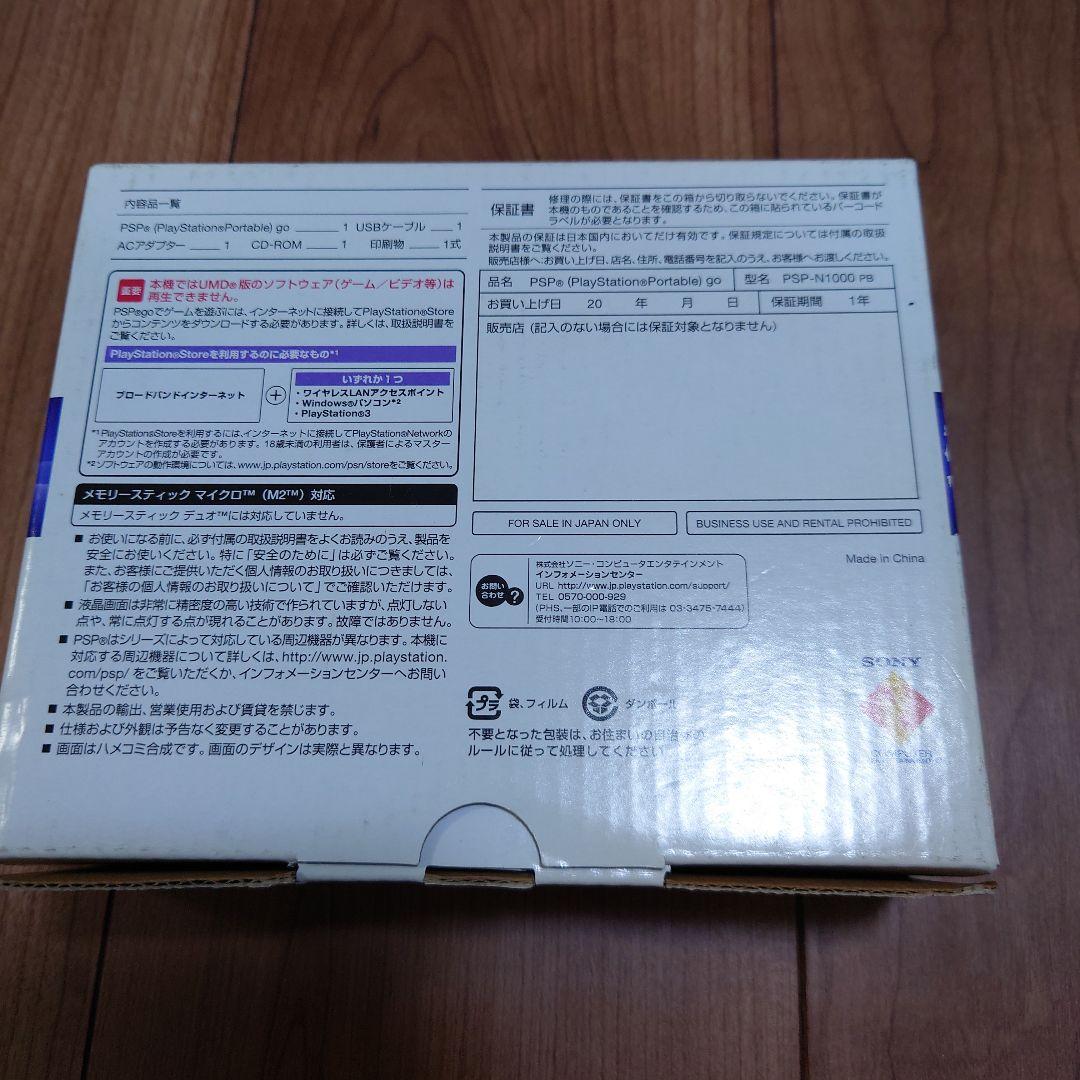 内容品一覧
PSP® (PlayStation®Portable) go 1 USBケーブル 1
ACアダプター 1 CD-ROM 1 印刷物 1式
重要 本機ではUMD®版のソフトウェア(ゲーム/ビデオ等)は
再生できません。
PSP®goでゲームを遊ぶには、インターネットに接続してPlayStation®Store
からコンテンツをダウンロードする必要があります。詳しくは、取扱説明書を
ご覧ください。
PlayStation®Storeを利用するのに必要なもの*1
ブロードバンドインターネット
+
いずれか1つ
・ワイヤレスLANアクセスポイント
・Windows®パソコン*2
・PlayStation®3
*1 PlayStation®Storeを利用するには、インターネットに接続してPlayStation®Networkの
アカウントを作成する必要があります。18歳未満の利用者は、保護者によるマスター
アカウントの作成が必要です。
*2 ソフトウェアの動作環境については、www.jp.playstation.com/psn/storeをご覧ください。
メモリースティック マイクロ™ (M2™) 対応
メモリースティック デュオ™には対応していません。
■ お使いになる前に、必ず付属の取扱説明書をよくお読みのうえ、製品を
安全にお使いください。特に「安全のために」は必ずご覧ください。
また、お客様にご提供いただく個人情報のお取り扱いにつきましては、
「お客様の個人情報のお取り扱いについて」でご確認いただけます。
■ 液晶画面は非常に精密度の高い技術で作られていますが、点灯しない
点や、常に点灯する点が現れることがあります。故障ではありません。
■ PSP®はシリーズによって対応している周辺機器が異なります。本機に
対応する周辺機器について詳しくは、http://www.jp.playstation.
com/psp/ をご覧いただくか、インフォメーションセンターへお問い
合わせください。
■ 本製品の輸出、営業使用および賃貸を禁じます。
■ 仕様および外観は予告なく変更することがあります。
■ 画面はハメコミ合成です。画面のデザインは実際と異なります。
保証書
修理の際には、保証書をこの箱から切り取らないでください。保証書が
本機のものであることを確認するため、この箱に貼られているバーコード
ラベルが必要となります。
本製品の保証は日本国内においてだけ有効です。保証規定については付属の取扱
説明書をご覧ください。
販売店様へ:お買い上げ日、店名、住所、電話番号を記入のうえ、お客様へお渡しください。
品名 PSP® (PlayStation®Portable) go 型名 PSP-N1000 PB
お買い上げ日 20 年 月 日 保証期間 1年
販売店 (記入のない場合には保証対象となりません)
FOR SALE IN JAPAN ONLY
BUSINESS USE AND RENTAL PROHIBITED
Made in China
お問い
合わせ?
株式会社ソニー・コンピュータエンタテインメント
インフォメーションセンター
URL http://www.jp.playstation.com/support/
TEL 0570-000-929
(PHS、一部のIP電話でのご利用は 03-3475-7444)
受付時間10:00~18:00
SONY
COMPUTER
ENTERTAINMENT
プラ 袋、フィルム ダンボール
不要となった包装は、お住まいの自治体の
ルールに従って処理してください